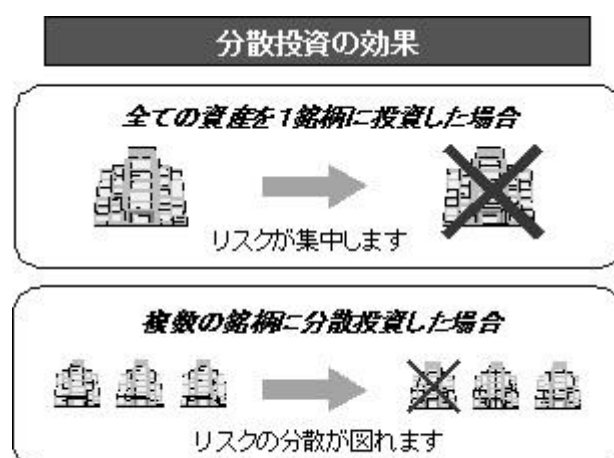 分散投資の効果
全ての資産を1銘柄に投資した場合
リスクが集中します
複数の銘柄に分散投資した場合
リスクの分散が図れます